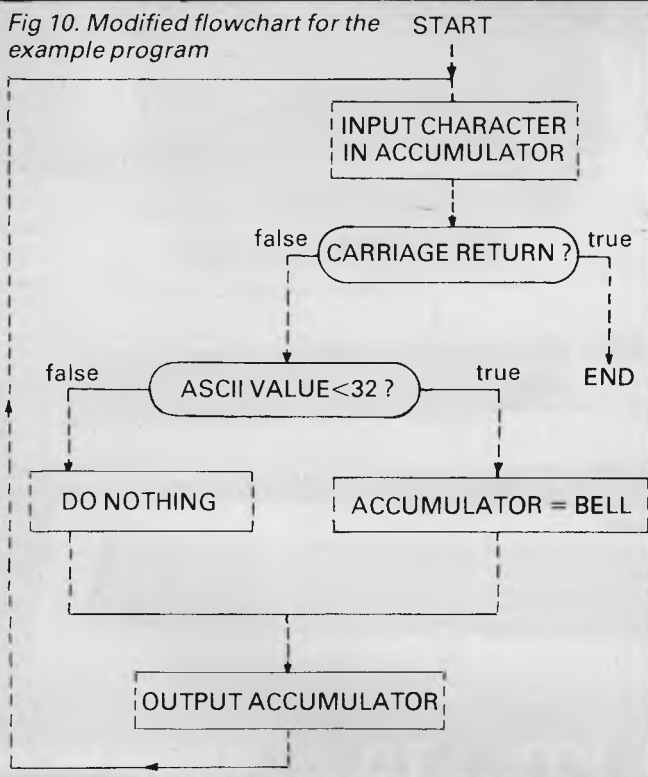 Fig 10. Modified flowchart for the
example program
START
INPUT CHARACTER
IN ACCUMULATOR
false
CARRIAGE RETURN ?
true
END
false
ASCII VALUE<32 ?
true
DO NOTHING
ACCUMULATOR = BELL
OUTPUT ACCUMULATOR